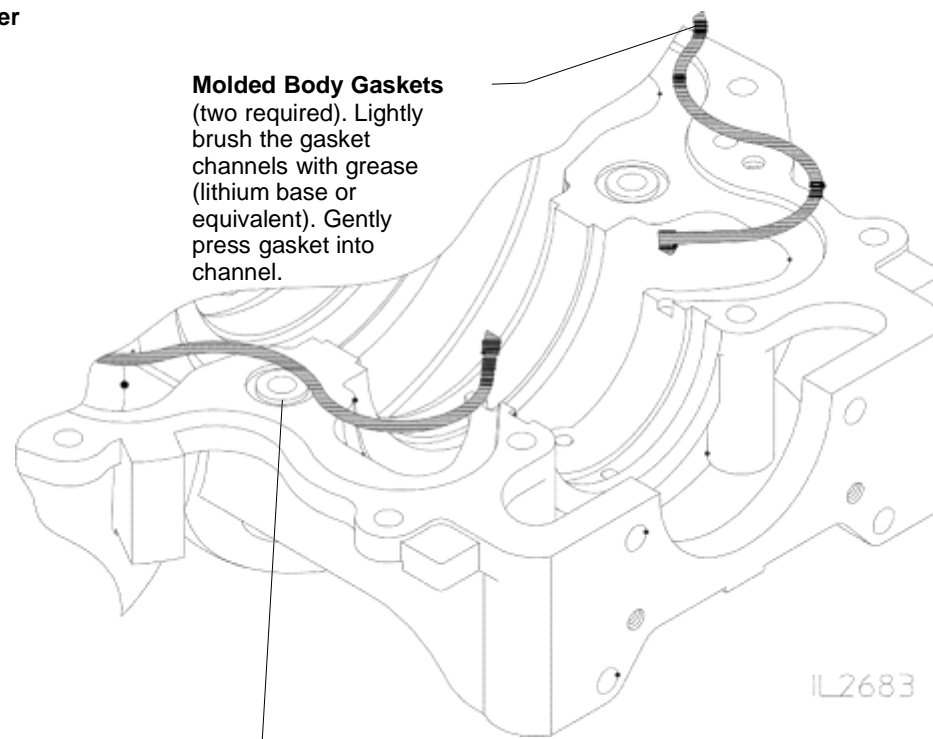 er
Molded Body Gaskets
(two required). Lightly
brush the gasket
channels with grease
(lithium base or
equivalent). Gently
press gasket into
channel.
IL2683